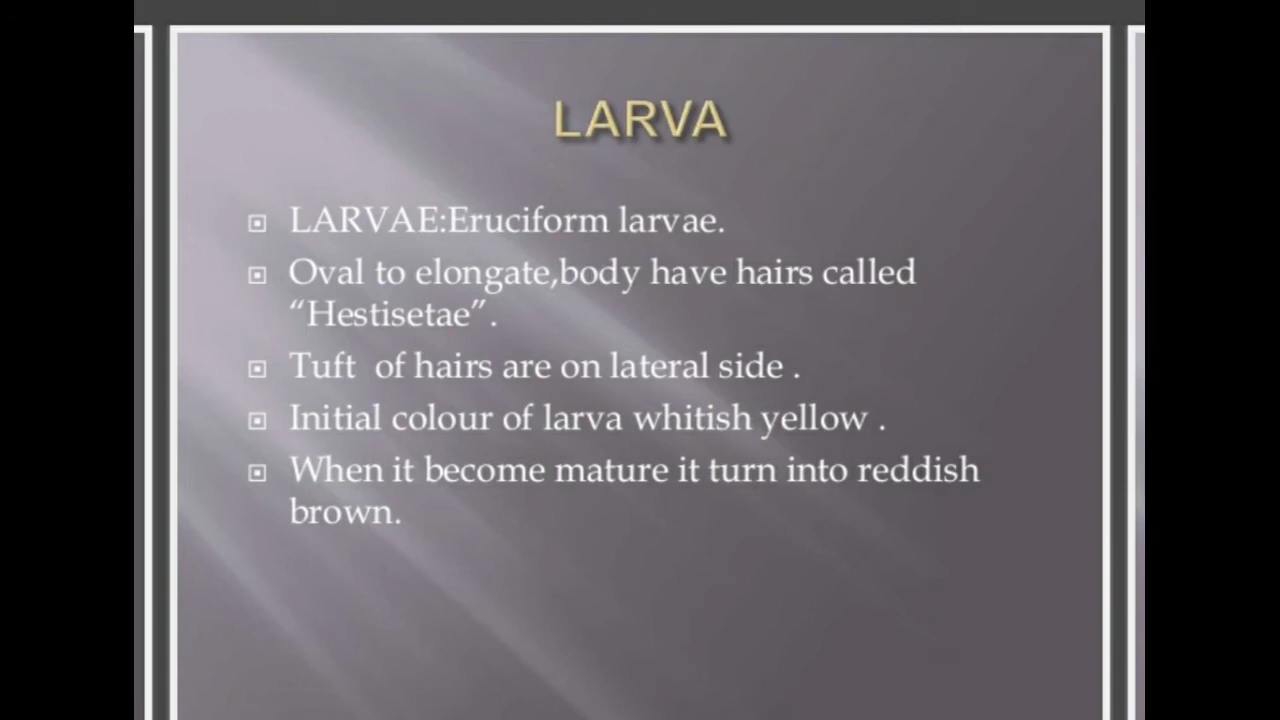 LARVA
LARVAE:Eruciform larvae.
Oval to elongate,body have hairs called
“Hestisetae”.
Tuft  of hairs are on lateral side .
Initial colour of larva whitish yellow .
When it become mature it turn into reddish
brown.